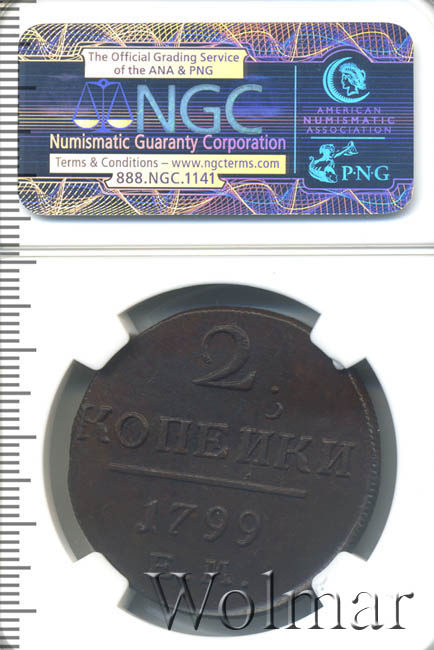 The Official Grading Service
of the ANA & PNG
NGC
Numismatic Guaranty Corporation
Terms & Conditions – www.ngcterms.com
888.NGC.1141
AMERICAN
NUMISMATIC
ASSOCIATION
P·N·G
2
КОПЕЙКИ
1799
Е.М.
Wolmar